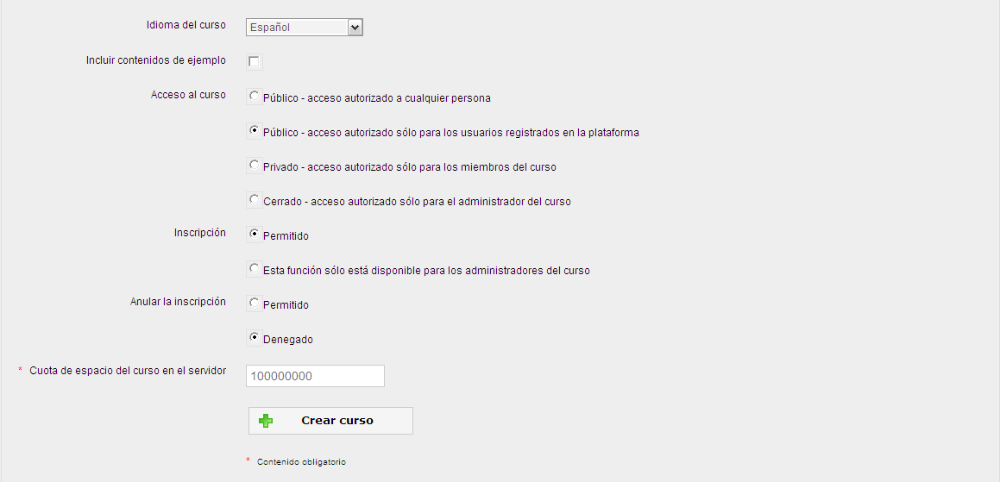 Idioma del curso Español
Incluir contenidos de ejemplo
Acceso al curso Público - acceso autorizado a cualquier persona
Público - acceso autorizado sólo para los usuarios registrados en la plataforma
Privado - acceso autorizado sólo para los miembros del curso
Cerrado - acceso autorizado sólo para el administrador del curso
Inscripción Permitido
Esta función sólo está disponible para los administradores del curso
Anular la inscripción Permitido
Denegado
* Cuota de espacio del curso en el servidor 100000000
Crear curso
* Contenido obligatorio